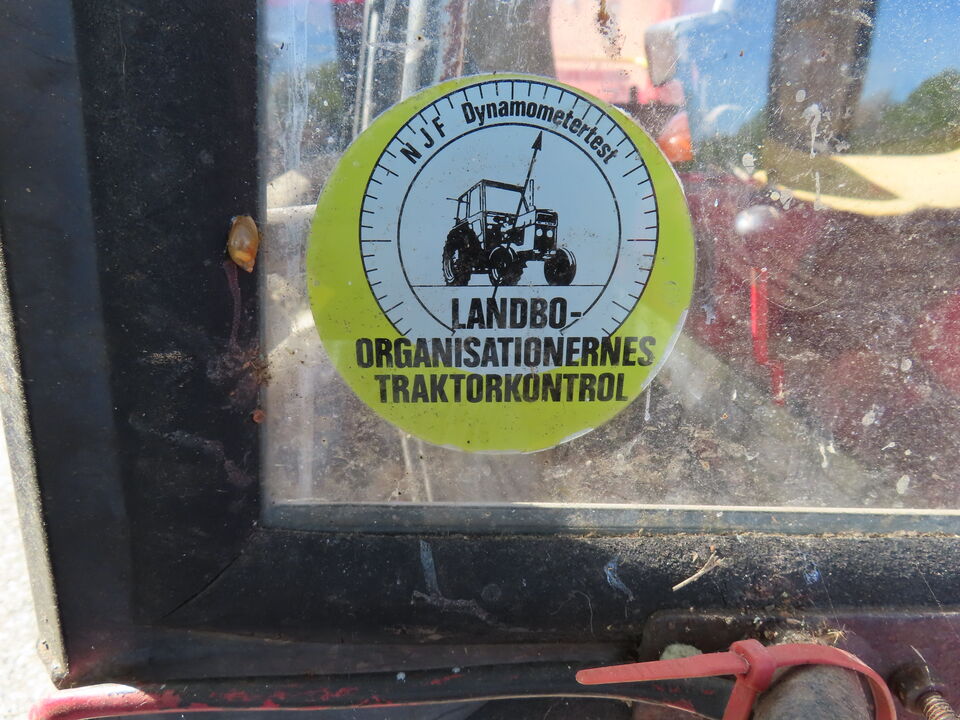 NJF Dynamometertest
LANDBO-
ORGANISATIONERNES
TRAKTORKONTROL